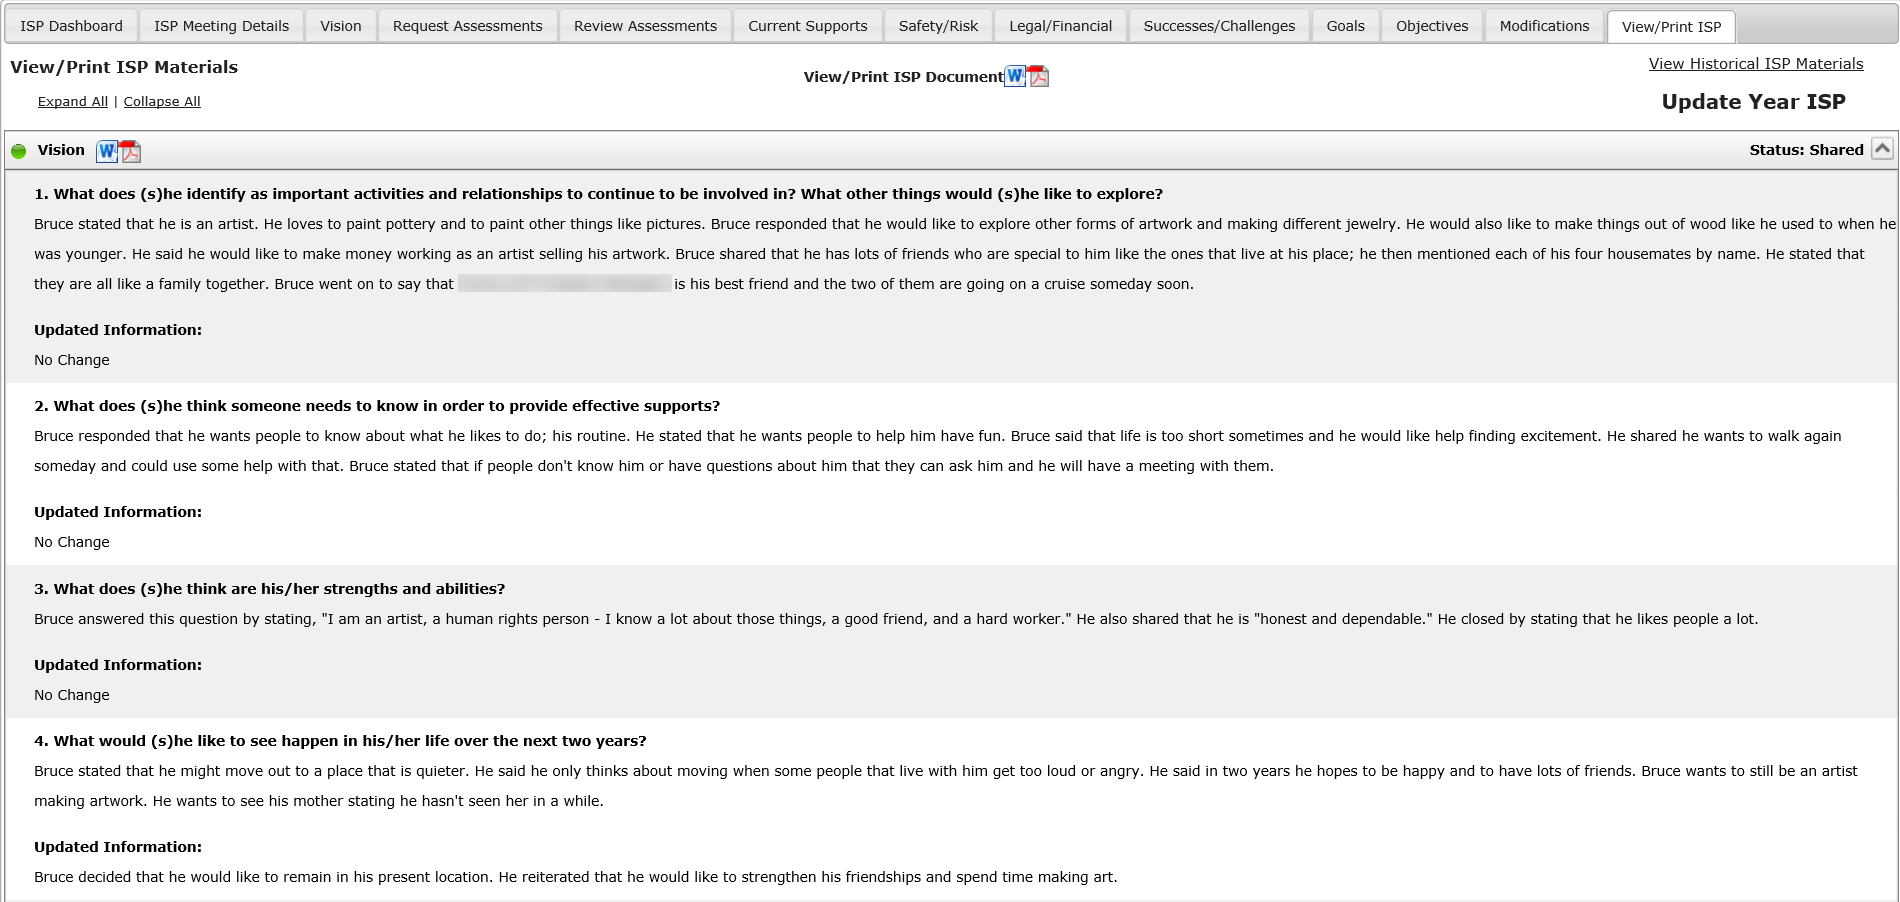 ISP Dashboard ISP Meeting Details Vision Request Assessments Review Assessments Current Supports Safety/Risk Legal/Financial Successes/Challenges Goals Objectives Modifications View/Print ISP
View/Print ISP Materials
View/Print ISP Document
View Historical ISP Materials
Expand All | Collapse All
Update Year ISP
Vision
Status: Shared
1. What does (s)he identify as important activities and relationships to continue to be involved in? What other things would (s)he like to explore?
Bruce stated that he is an artist. He loves to paint pottery and to paint other things like pictures. Bruce responded that he would like to explore other forms of artwork and making different jewelry. He would also like to make things out of wood like he used to when he
was younger. He said he would like to make money working as an artist selling his artwork. Bruce shared that he has lots of friends who are special to him like the ones that live at his place; he then mentioned each of his four housemates by name. He stated that
they are all like a family together. Bruce went on to say that is his best friend and the two of them are going on a cruise someday soon.
Updated Information:
No Change
2. What does (s)he think someone needs to know in order to provide effective supports?
Bruce responded that he wants people to know about what he likes to do; his routine. He stated that he wants people to help him have fun. Bruce said that life is too short sometimes and he would like help finding excitement. He shared he wants to walk again
someday and could use some help with that. Bruce stated that if people don't know him or have questions about him that they can ask him and he will have a meeting with them.
Updated Information:
No Change
3. What does (s)he think are his/her strengths and abilities?
Bruce answered this question by stating, "I am an artist, a human rights person - I know a lot about those things, a good friend, and a hard worker." He also shared that he is "honest and dependable." He closed by stating that he likes people a lot.
Updated Information:
No Change
4. What would (s)he like to see happen in his/her life over the next two years?
Bruce stated that he might move out to a place that is quieter. He said he only thinks about moving when some people that live with him get too loud or angry. He said in two years he hopes to be happy and to have lots of friends. Bruce wants to still be an artist
making artwork. He wants to see his mother stating he hasn't seen her in a while.
Updated Information:
Bruce decided that he would like to remain in his present location. He reiterated that he would like to strengthen his friendships and spend time making art.